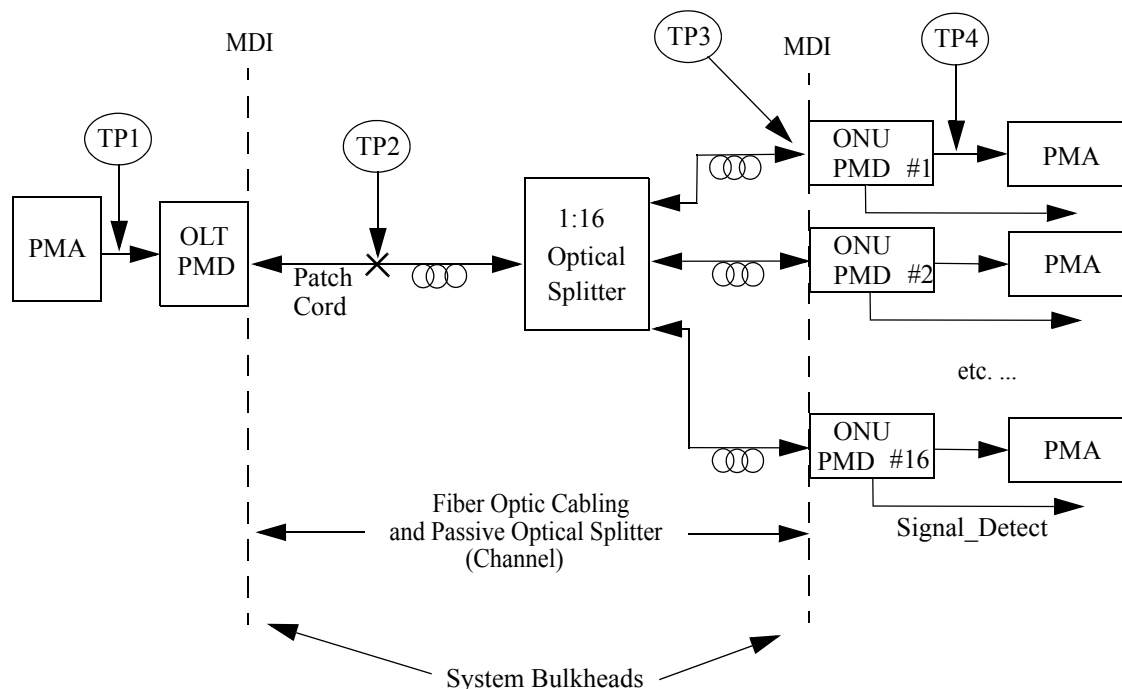 MDI
TP3
MDI
TP4
TP1
TP2
ONU
PMD #1
PMA
PMA
OLT
PMD
1:16
Optical
Splitter
Patch
Cord
ONU
PMD #2
PMA
etc. ...
ONU
PMD #16
PMA
Fiber Optic Cabling
and Passive Optical Splitter
(Channel)
Signal_Detect
System Bulkheads